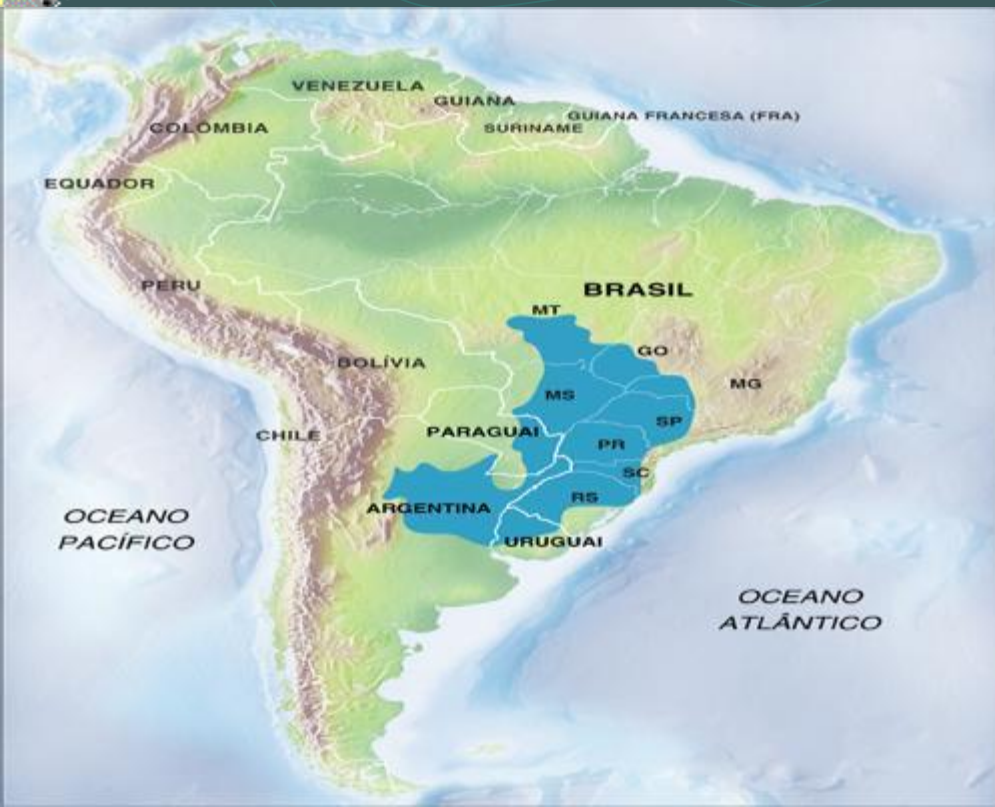 VENEZUELA
GUIANA
GUIANA FRANCESA (FRA)
SURINAME
COLÔMBIA
EQUADOR
PERU
BRASIL
MT
BOLÍVIA
GO
MG
MS
SP
CHILE
PARAGUAI
PR
SC
RS
ARGENTINA
URUGUAI
OCEANO
PACÍFICO
OCEANO
ATLÂNTICO